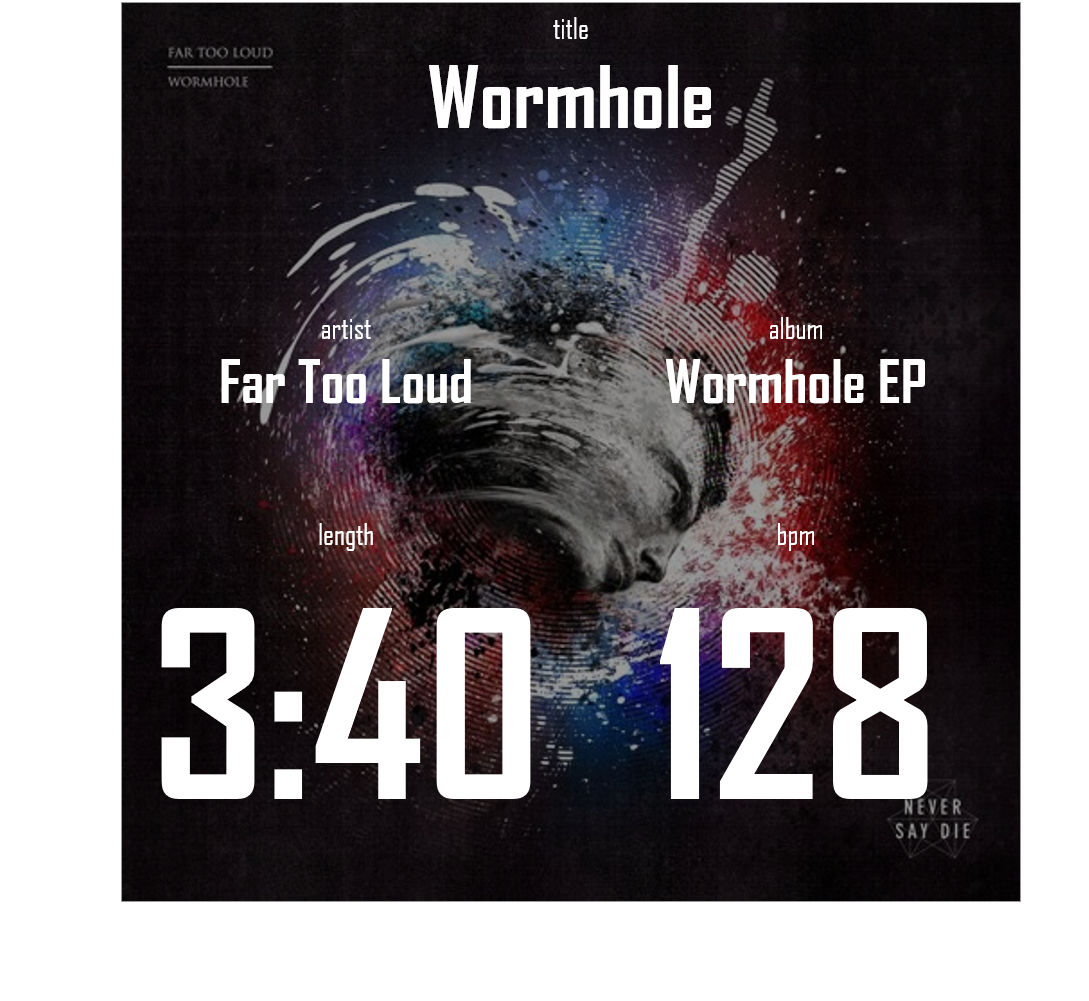 title
FAR TOO LOUD
WORMHOLE
Wormhole
artist
album
Far Too Loud
Wormhole EP
length
bpm
3:40
128
NEVER
SAY DIE